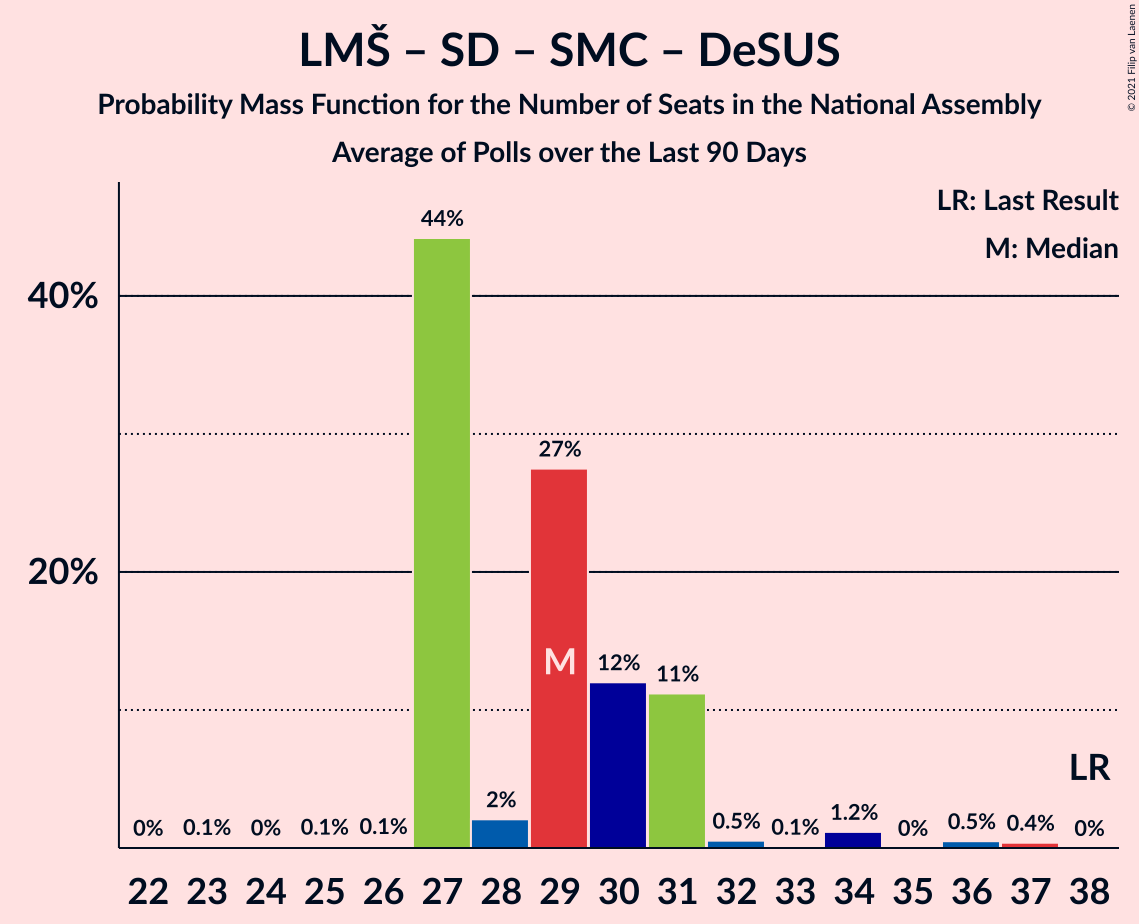 LMŠ – SD – SMC – DeSUS
Probability Mass Function for the Number of Seats in the National Assembly
Average of Polls over the Last 90 Days
© 2021 Filip van Laenen
LR: Last Result
M: Median
44%
40%
27%
20%
M
12%
11%
LR
0%
0.1%
0%
0.1%
0.1%
2%
0.5%
0.1%
1.2%
0%
0.5%
0.4%
0%
22 23 24 25 26 27 28 29 30 31 32 33 34 35 36 37 38